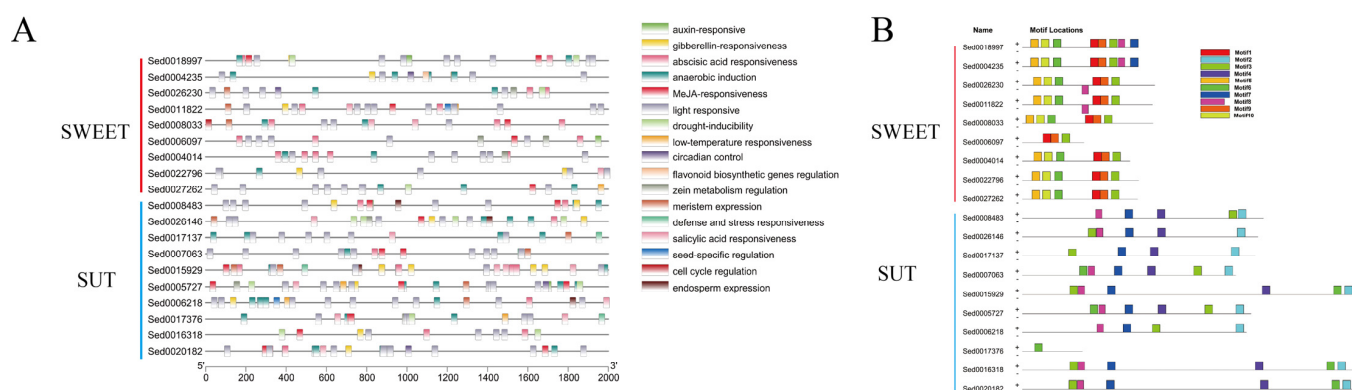 A
SWEET
SUT
Sed0018997
Sed0004235
Sed0026230
Sed0011822
Sed0008033
Sed0006097
Sed0004014
Sed0022796
Sed0027262
Sed0008483
Sed0020146
Sed0017137
Sed0007063
Sed0015929
Sed0005727
Sed0006218
Sed0017376
Sed0016318
Sed0020182
5' 3'
0 200 400 600 800 1000 1200 1400 1600 1800 2000
auxin-responsive
gibberellin-responsiveness
abscisic acid responsiveness
anaerobic induction
MeJA-responsiveness
light responsive
drought-inducibility
low-temperature responsiveness
circadian control
flavonoid biosynthetic genes regulation
zein metabolism regulation
meristem expression
defense and stress responsiveness
salicylic acid responsiveness
seed-specific regulation
cell cycle regulation
endosperm expression
B
Name Motif Locations
SWEET
SUT
Sed0018997
Sed0004235
Sed0026230
Sed0011822
Sed0008033
Sed0006097
Sed0004014
Sed0022796
Sed0027262
Sed0008483
Sed0026146
Sed0017137
Sed0007063
Sed0015929
Sed0005727
Sed0006218
Sed0017376
Sed0016318
Sed0020182
Motif1
Motif2
Motif3
Motif4
Motif6
Motif6
Motif7
Motif8
Motif9
Motif10